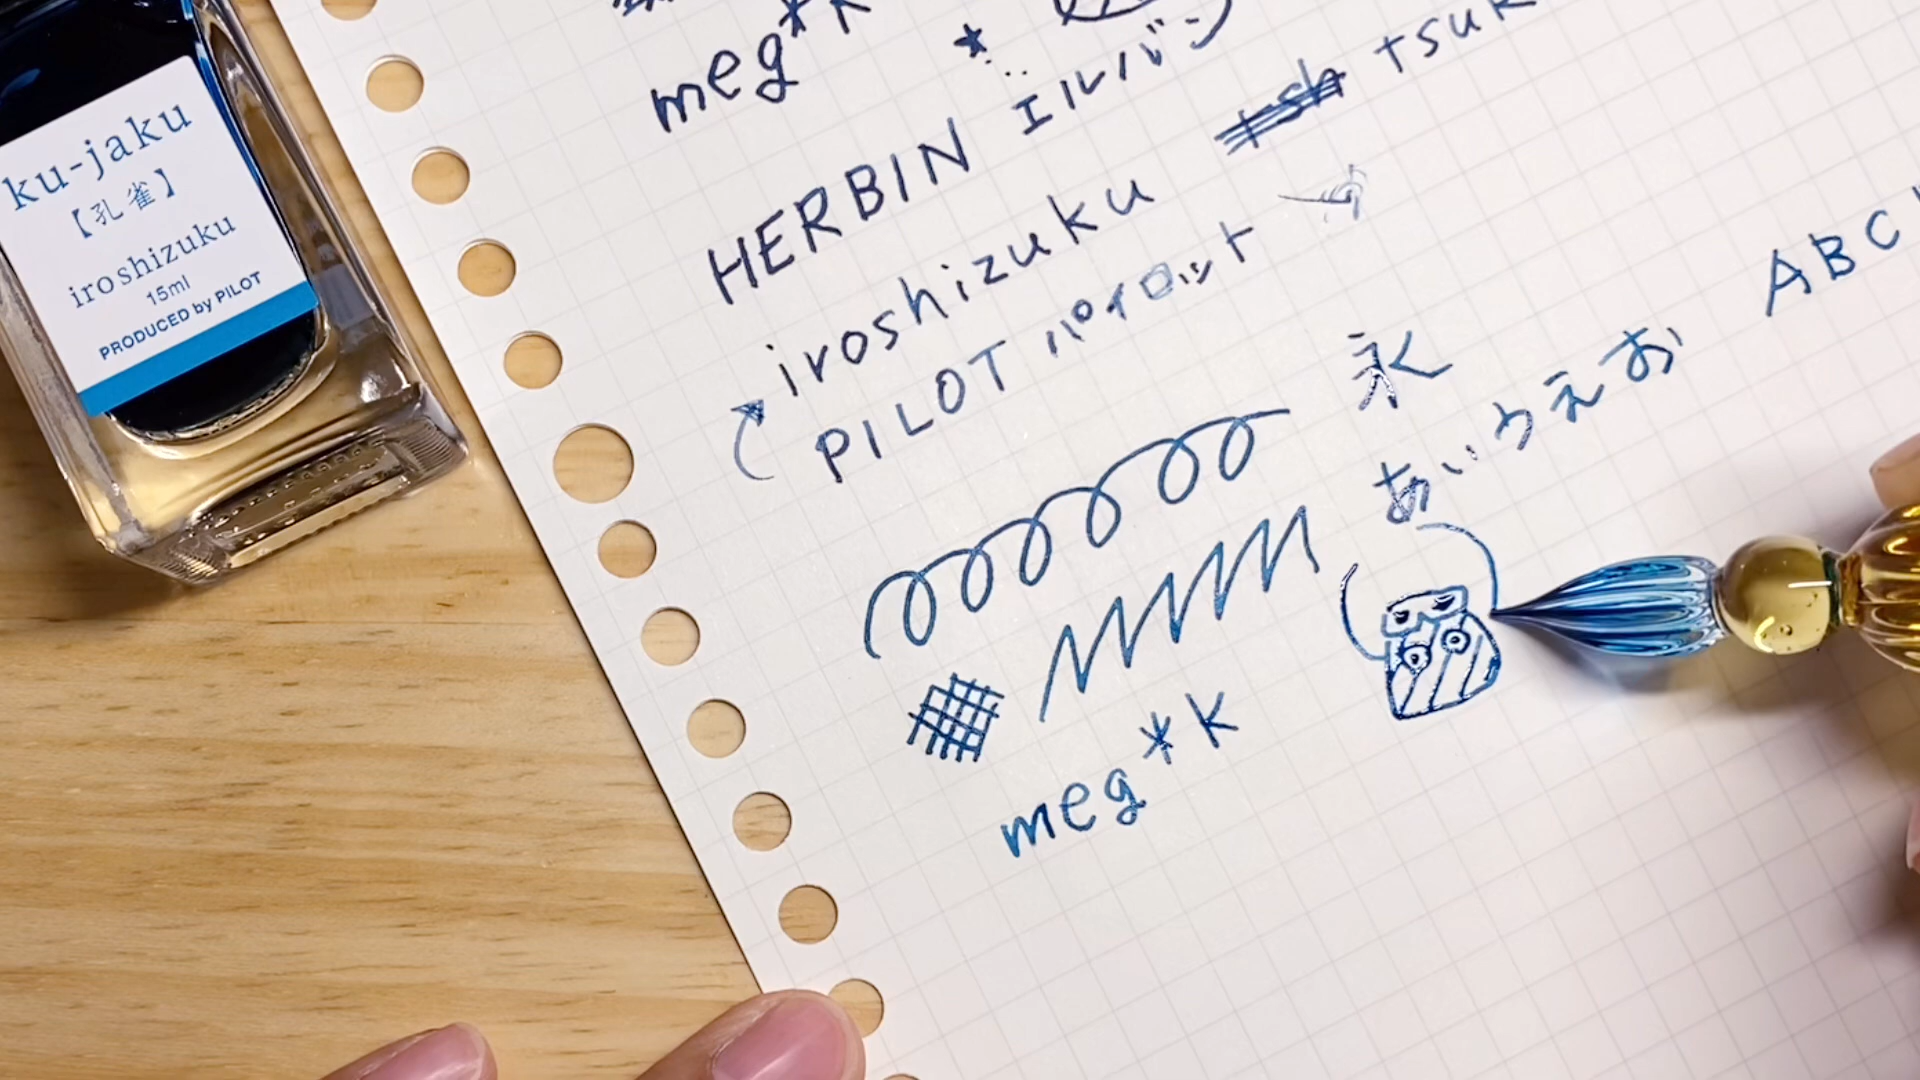 ku-jaku
【孔雀】
iroshizuku
15ml
PRODUCED by PILOT
meg*K
HERBIN エルバン
iroshizuku
PILOT パイロット
永
あいうえお
ABC
meg*K